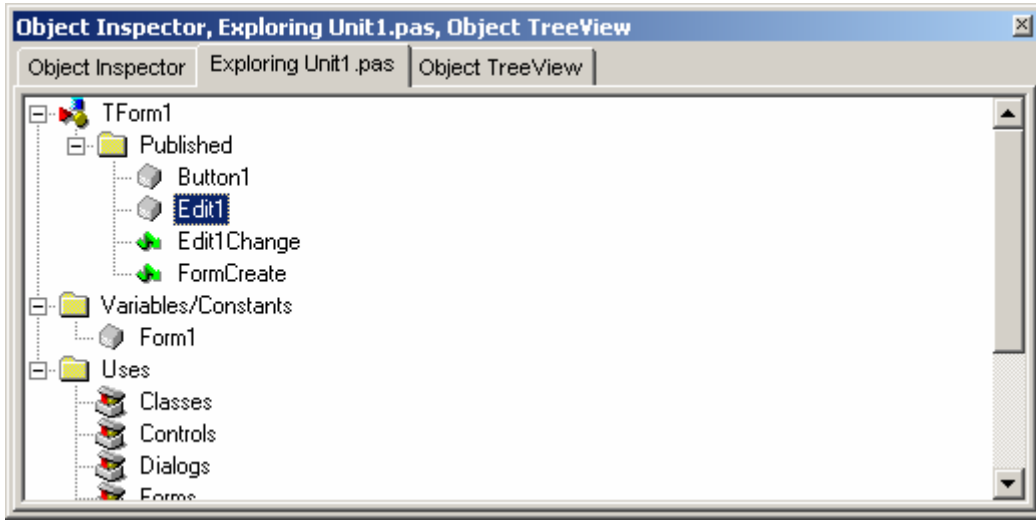 Object Inspector, Exploring Unit1.pas, Object TreeView
Object Inspector Exploring Unit1.pas Object TreeView
TForm1
Published
Button1
Edit1
Edit1Change
FormCreate
Variables/Constants
Form1
Uses
Classes
Controls
Dialogs
Forms